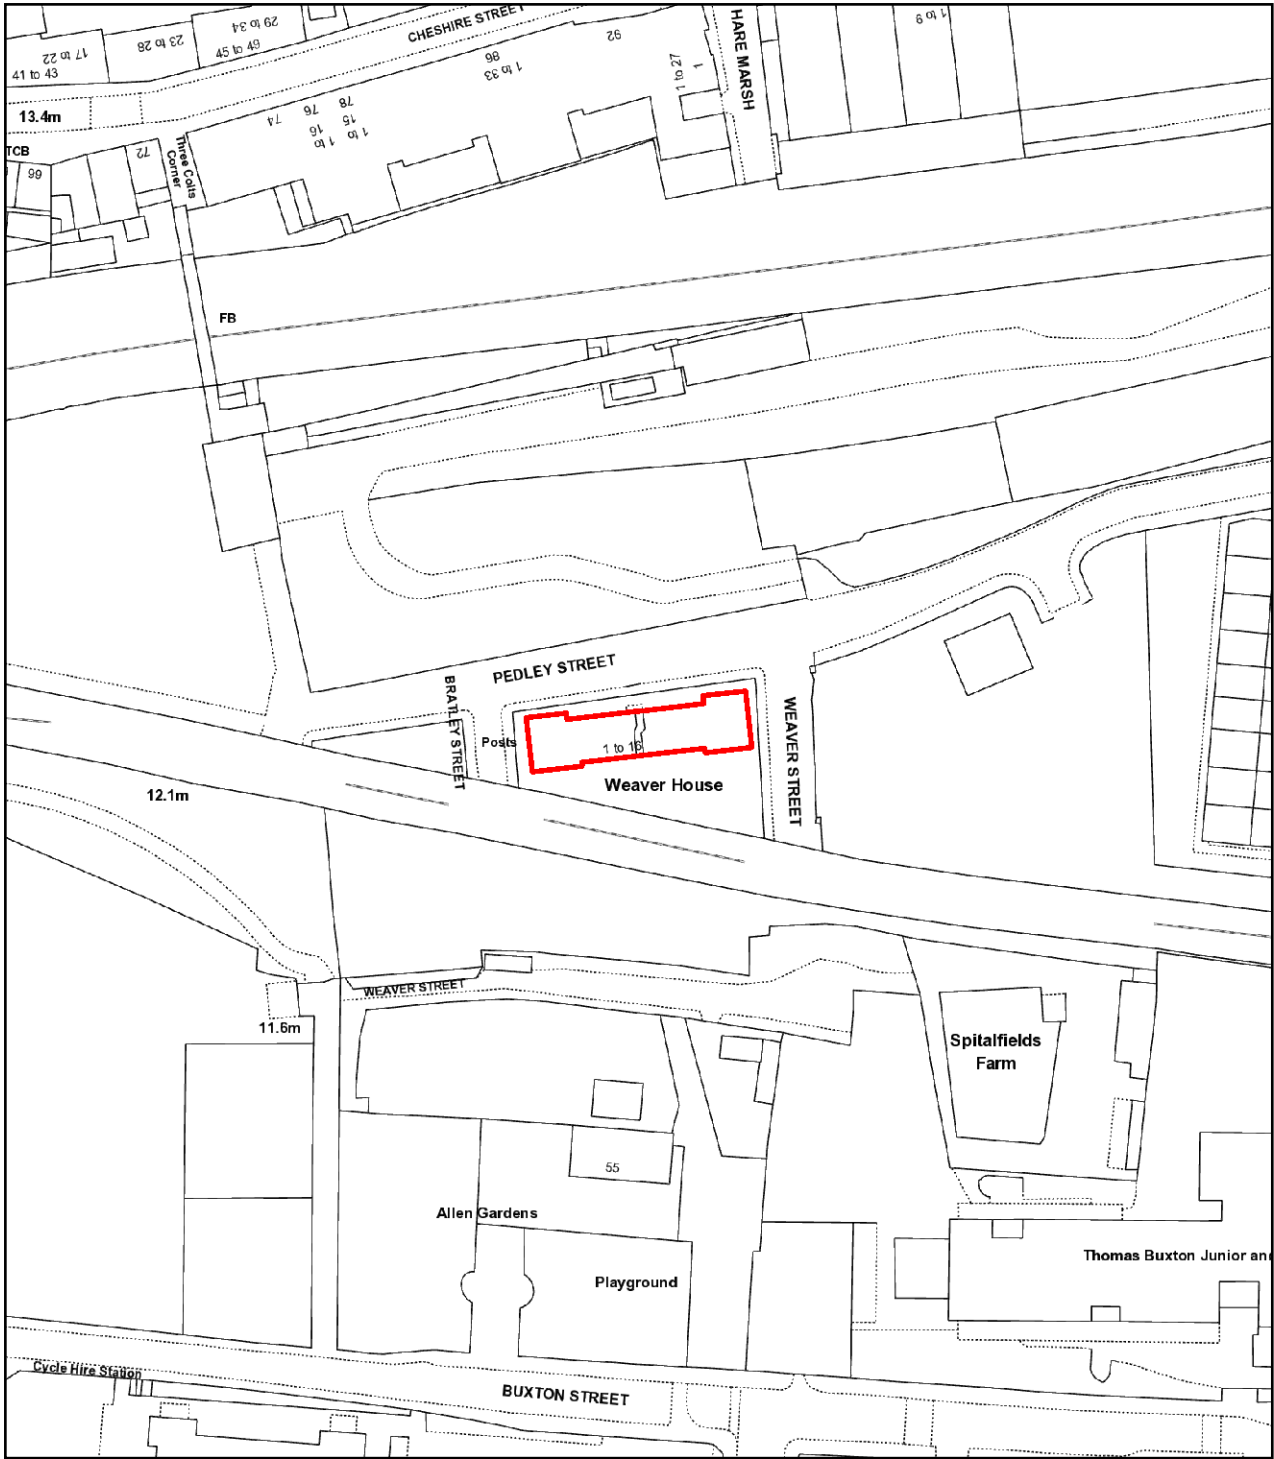 29 to 34
23 to 28
17 to 22
45 to 49
41 to 43
CHESHIRE STREET
92
86
1 to 33
1 to 27
1
HARE MARSH
1 to 9
13.4m
78
76
74
15
16
1 to
1 to
TCB
72
66
Three Colts
Corner
FB
PEDLEY STREET
BRATLEY STREET
Posts
1 to 16
Weaver House
WEAVER STREET
12.1m
WEAVER STREET
11.6m
Spitalfields
Farm
55
Allen Gardens
Playground
Thomas Buxton Junior an
Cycle Hire Station
BUXTON STREET